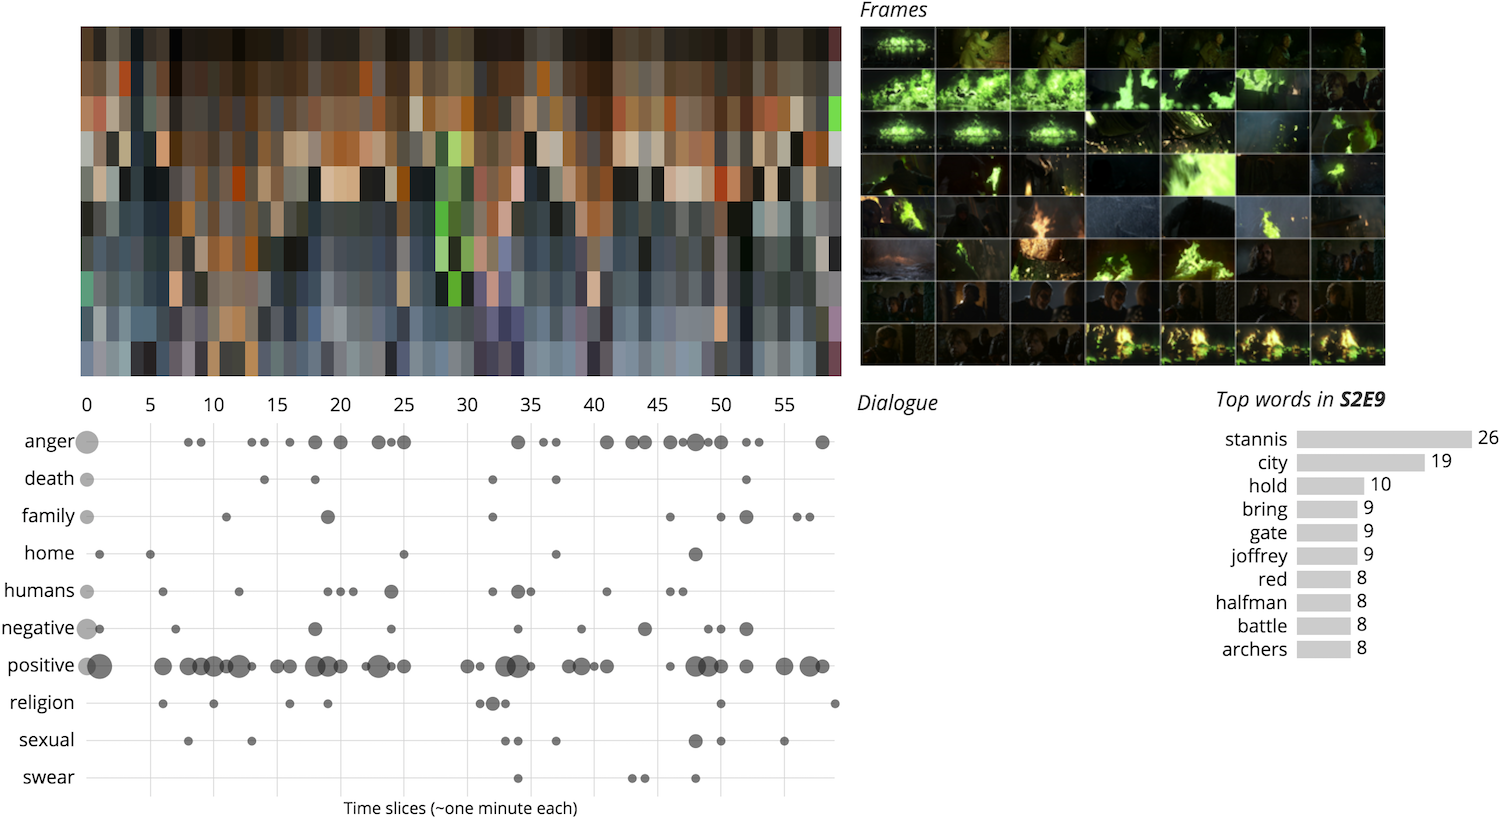 Frames
0 5 10 15 20 25 30 35 40 45 50 55
anger
death
family
home
humans
negative
positive
religion
sexual
swear
Time slices (~one minute each)
Dialogue
Top words in S2E9
stannis 26
city 19
hold 10
bring 9
gate 9
joffrey 9
red 8
halfman 8
battle 8
archers 8